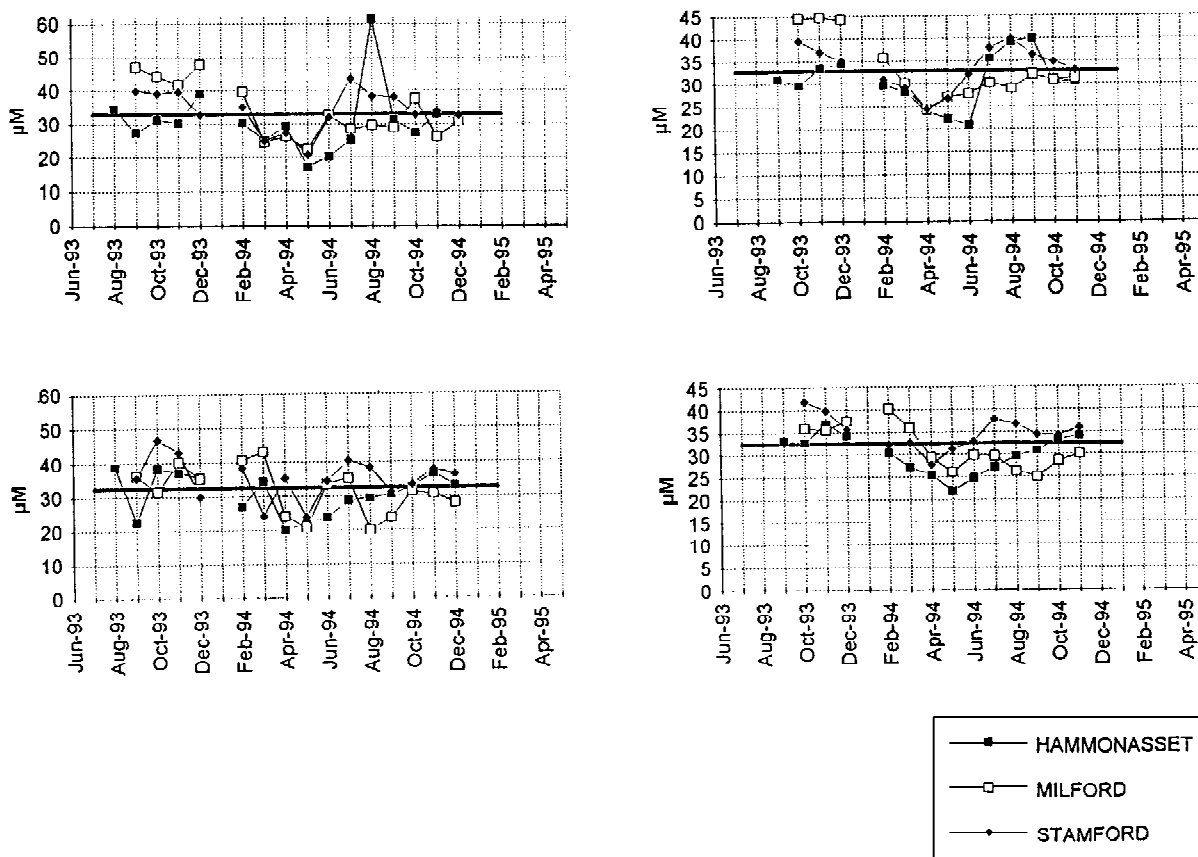 60
50
40
30
20
10
0
µM
Jun-93
Aug-93
Oct-93
Dec-93
Feb-94
Apr-94
Jun-94
Aug-94
Oct-94
Dec-94
Feb-95
Apr-95
45
40
35
30
25
20
15
10
5
0
µM
Jun-93
Aug-93
Oct-93
Dec-93
Feb-94
Apr-94
Jun-94
Aug-94
Oct-94
Dec-94
Feb-95
Apr-95
60
50
40
30
20
10
0
µM
Jun-93
Aug-93
Oct-93
Dec-93
Feb-94
Apr-94
Jun-94
Aug-94
Oct-94
Dec-94
Feb-95
Apr-95
45
40
35
30
25
20
15
10
5
0
µM
Jun-93
Aug-93
Oct-93
Dec-93
Feb-94
Apr-94
Jun-94
Aug-94
Oct-94
Dec-94
Feb-95
Apr-95
HAMMONASSET
MILFORD
STAMFORD